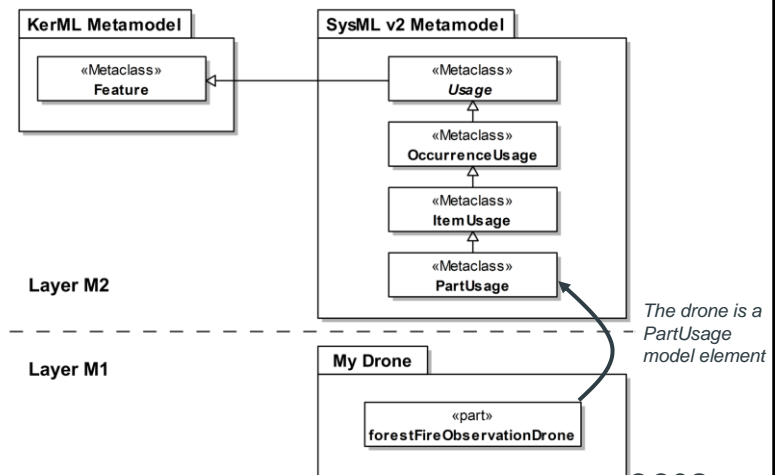 KerML Metamodel
SysML v2 Metamodel
«Metaclass»
Feature
«Metaclass»
Usage
«Metaclass»
OccurrenceUsage
«Metaclass»
ItemUsage
«Metaclass»
PartUsage
Layer M2
The drone is a
PartUsage
model element
Layer M1
My Drone
«part»
forestFireObservationDrone